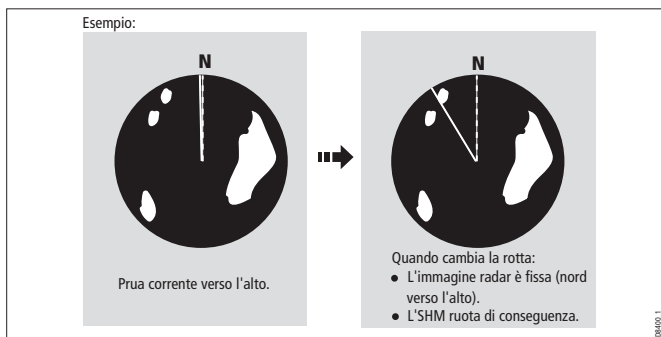 Esempio:
N
Prua corrente verso l'alto.
N
Quando cambia la rotta:
● L'immagine radar è fissa (nord
verso l'alto).
● L'SHM ruota di conseguenza.
D8400_1